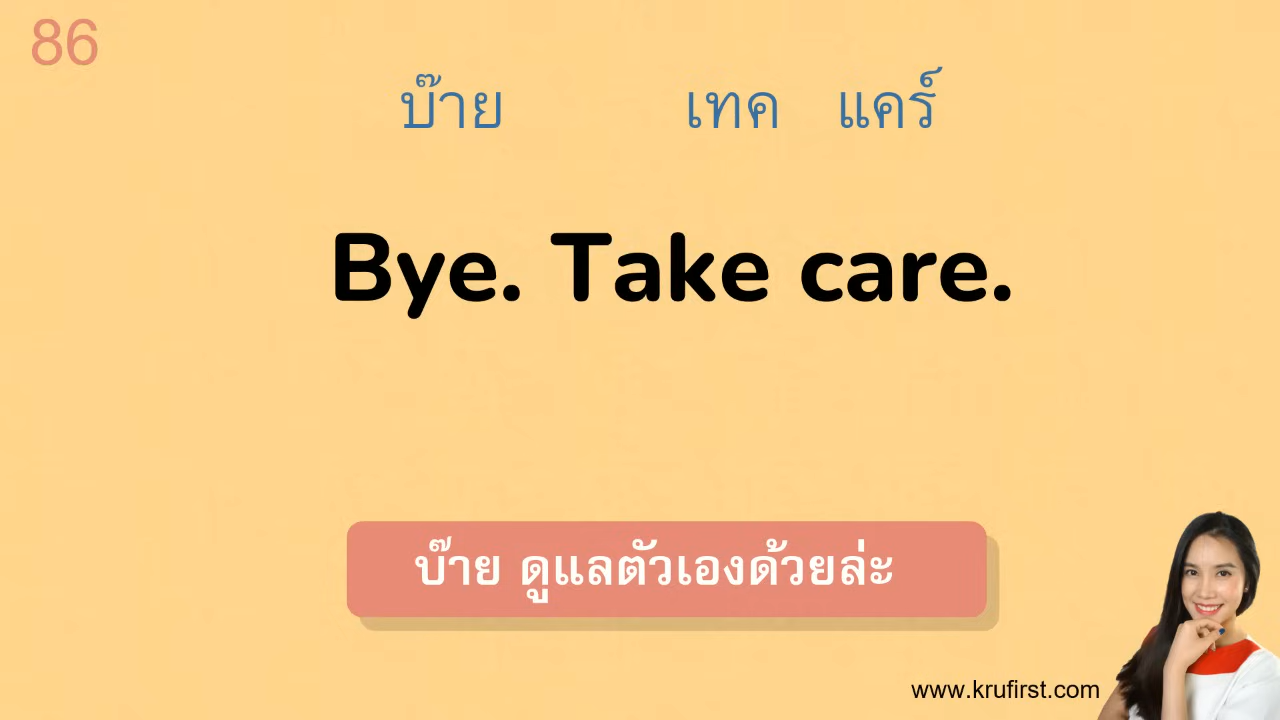 86
บ๊าย เทค แคร์
Bye. Take care.
บ๊าย ดูแลตัวเองด้วยล่ะ
www.krufirst.com